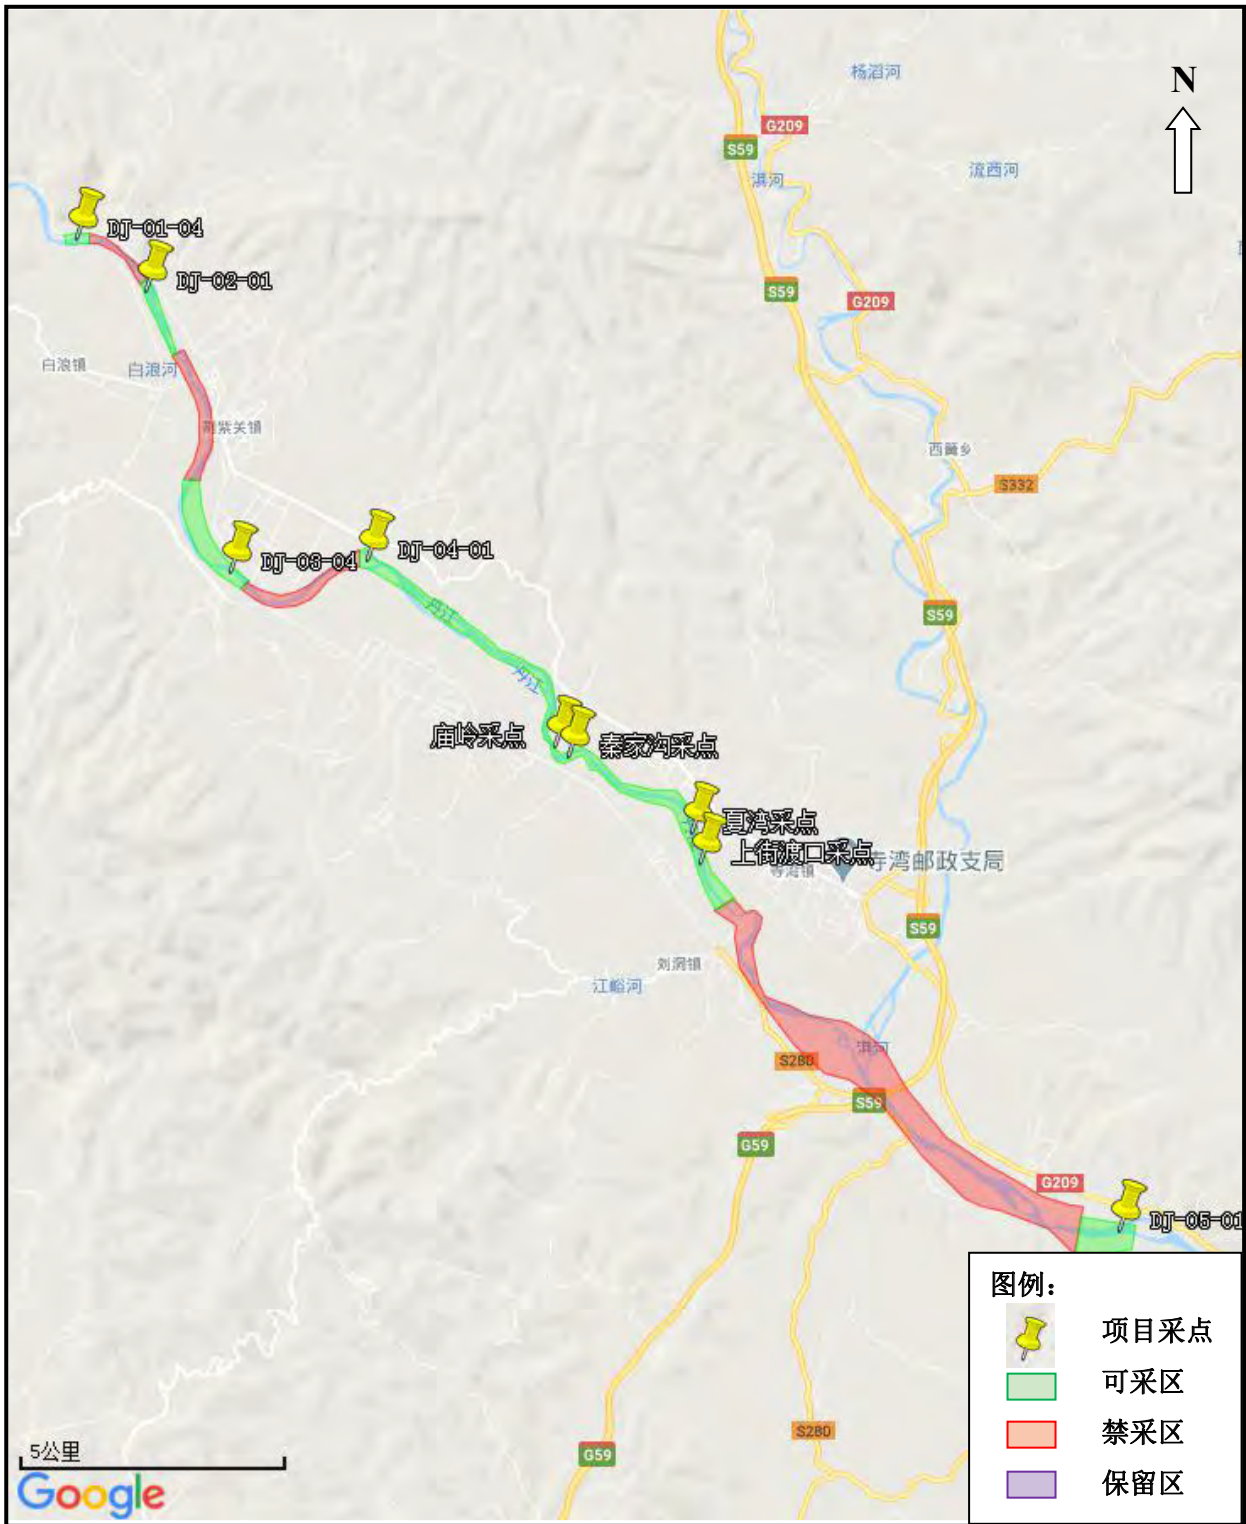 杨滔河
N
G209
S59
流西河
淇河
DJ-01-04
DJ-02-01
S59
G209
白浪镇
白浪河
荆紫关镇
西簧乡
S332
DJ-03-04
DJ-04-01
丹江
S59
丹江
庙岭采点
秦家沟采点
夏湾采点
上街渡口采点
寺湾邮政支局
寺湾镇
S59
刘洞镇
江峪河
淇河
S280
S59
G59
G209
DJ-05-01
图例：
项目采点
可采区
禁采区
保留区
S280
G59
5公里
Google